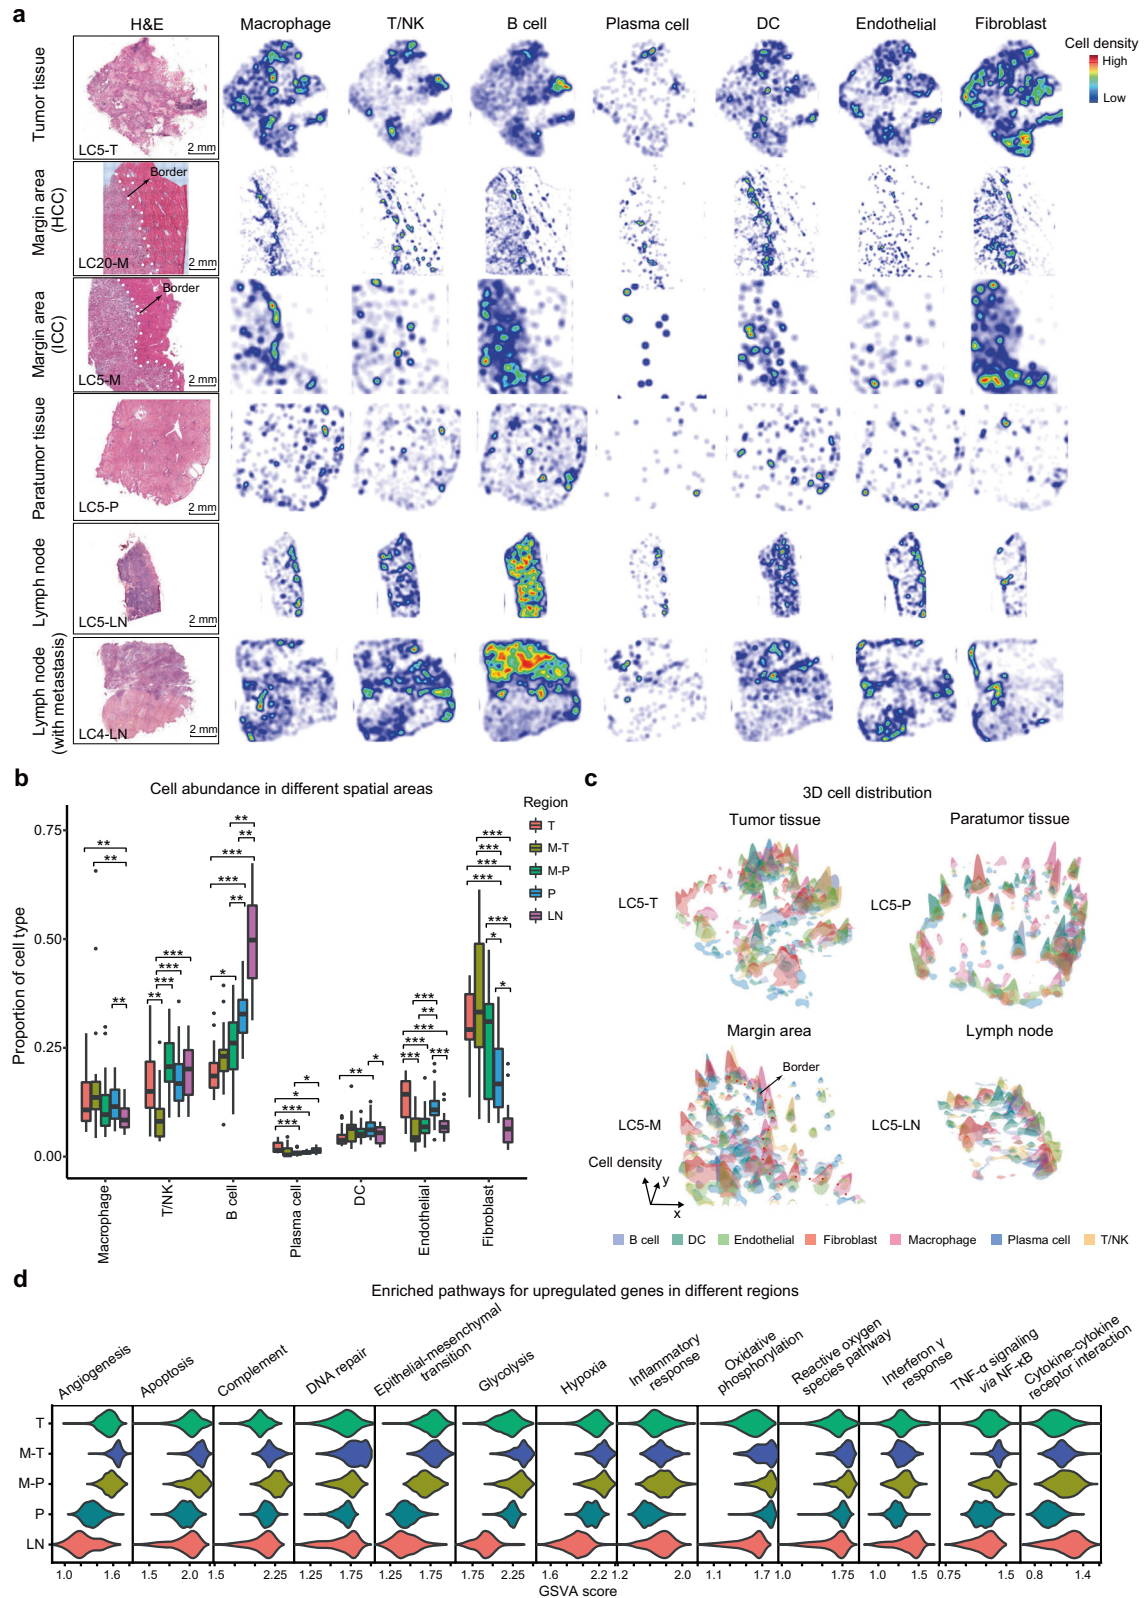 a
H&E
Macrophage
T/NK
B cell
Plasma cell
DC
Endothelial
Fibroblast
Cell density
High
Low
Tumor tissue
LC5-T
2 mm
Margin area
(HCC)
Border
LC20-M
2 mm
Margin area
(ICC)
Border
LC5-M
2 mm
Paratumor tissue
LC5-P
2 mm
Lymph node
LC5-LN
2 mm
Lymph node
(with metastasis)
LC4-LN
2 mm
b
Cell abundance in different spatial areas
Region
T
M-T
M-P
P
LN
Proportion of cell type
0.75
0.50
0.25
0.00
** ** ** ** *** *** *** *** * *** *** ** ** ** *** *** * * ** * *** *** ** *** *** *** *** *** *** *** *** *** * *
Macrophage
T/NK
B cell
Plasma cell
DC
Endothelial
Fibroblast
c
3D cell distribution
Tumor tissue
Paratumor tissue
LC5-T
LC5-P
Margin area
Lymph node
Border
LC5-M
LC5-LN
Cell density
y
x
B cell
DC
Endothelial
Fibroblast
Macrophage
Plasma cell
T/NK
d
Enriched pathways for upregulated genes in different regions
Angiogenesis
Apoptosis
Complement
DNA repair
Epithelial-mesenchymal
transition
Glycolysis
Hypoxia
Inflammatory
response
Oxidative
phosphorylation
Reactive oxygen
species pathway
Interferon γ
response
TNF-α signaling
via NF-κB
Cytokine-cytokine
receptor interaction
T
M-T
M-P
P
LN
1.0 1.6 1.5 2.0 1.5 2.25 1.25 1.75 1.25 1.75 1.75 2.25 1.6 2.2 1.2 2.0 1.1 1.7 1.0 1.75 1.0 1.5 0.75 1.5 0.8 1.4
GSVA score